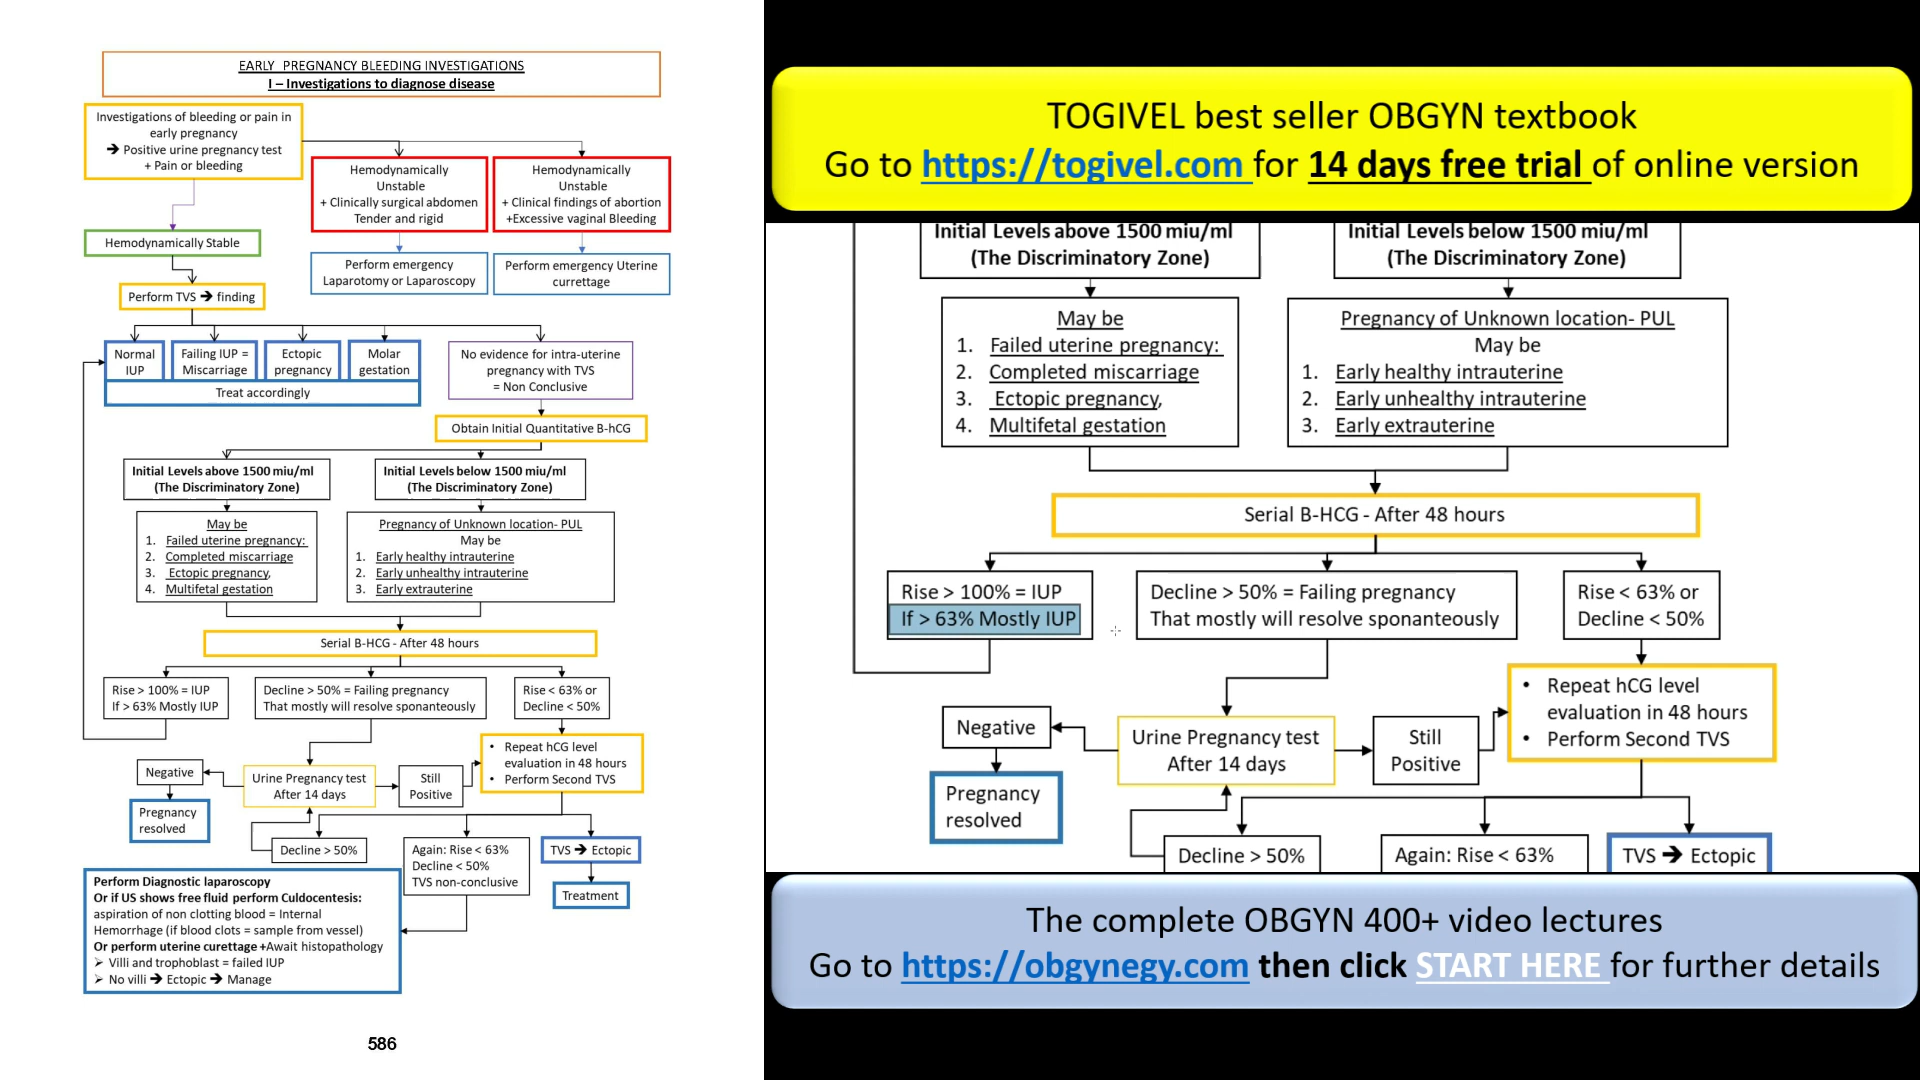 EARLY PREGNANCY BLEEDING INVESTIGATIONS
I – Investigations to diagnose disease
Investigations of bleeding or pain in
early pregnancy
➔ Positive urine pregnancy test
+ Pain or bleeding
Hemodynamically
Unstable
+ Clinically surgical abdomen
Tender and rigid
Hemodynamically
Unstable
+ Clinical findings of abortion
+Excessive vaginal Bleeding
Hemodynamically Stable
Perform emergency
Laparotomy or Laparoscopy
Perform emergency Uterine
currettage
Perform TVS ➔ finding
Normal
IUP
Failing IUP =
Miscarriage
Ectopic
pregnancy
Molar
gestation
Treat accordingly
No evidence for intra-uterine
pregnancy with TVS
= Non Conclusive
Obtain Initial Quantitative B-hCG
Initial Levels above 1500 miu/ml
(The Discriminatory Zone)
Initial Levels below 1500 miu/ml
(The Discriminatory Zone)
May be
1. Failed uterine pregnancy:
2. Completed miscarriage
3. Ectopic pregnancy,
4. Multifetal gestation
Pregnancy of Unknown location- PUL
May be
1. Early healthy intrauterine
2. Early unhealthy intrauterine
3. Early extrauterine
Serial B-HCG - After 48 hours
Rise > 100% = IUP
If > 63% Mostly IUP
Decline > 50% = Failing pregnancy
That mostly will resolve sponanteously
Rise < 63% or
Decline < 50%
• Repeat hCG level
evaluation in 48 hours
• Perform Second TVS
Negative
Urine Pregnancy test
After 14 days
Still
Positive
Pregnancy
resolved
Decline > 50%
Again: Rise < 63%
Decline < 50%
TVS non-conclusive
TVS ➔ Ectopic
Treatment
Perform Diagnostic laparoscopy
Or if US shows free fluid perform Culdocentesis:
aspiration of non clotting blood = Internal
Hemorrhage (if blood clots = sample from vessel)
Or perform uterine curettage +Await histopathology
➢ Villi and trophoblast = failed IUP
➢ No villi ➔ Ectopic ➔ Manage
586
TOGIVEL best seller OBGYN textbook
Go to https://togivel.com for 14 days free trial of online version
Initial Levels above 1500 miu/ml
(The Discriminatory Zone)
Initial Levels below 1500 miu/ml
(The Discriminatory Zone)
May be
1. Failed uterine pregnancy:
2. Completed miscarriage
3. Ectopic pregnancy,
4. Multifetal gestation
Pregnancy of Unknown location- PUL
May be
1. Early healthy intrauterine
2. Early unhealthy intrauterine
3. Early extrauterine
Serial B-HCG - After 48 hours
Rise > 100% = IUP
If > 63% Mostly IUP
Decline > 50% = Failing pregnancy
That mostly will resolve sponanteously
Rise < 63% or
Decline < 50%
• Repeat hCG level
evaluation in 48 hours
• Perform Second TVS
Negative
Urine Pregnancy test
After 14 days
Still
Positive
Pregnancy
resolved
Decline > 50%
Again: Rise < 63%
TVS ➔ Ectopic
The complete OBGYN 400+ video lectures
Go to https://obgynegy.com then click START HERE for further details